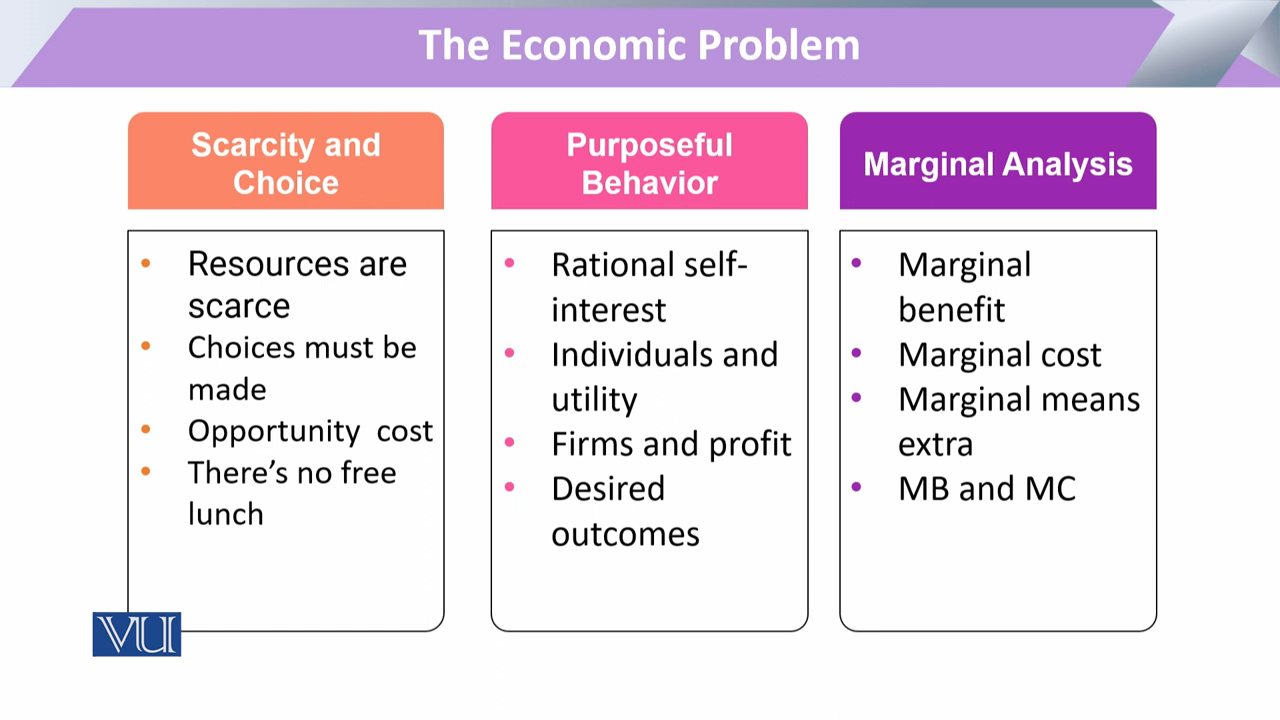 The Economic Problem
Scarcity and
Choice
• Resources are
scarce
• Choices must be
made
• Opportunity  cost
• There’s no free
lunch
Purposeful
Behavior
• Rational self-
interest
• Individuals and
utility
• Firms and profit
• Desired
outcomes
Marginal Analysis
• Marginal
benefit
• Marginal cost
• Marginal means
extra
• MB and MC
VU